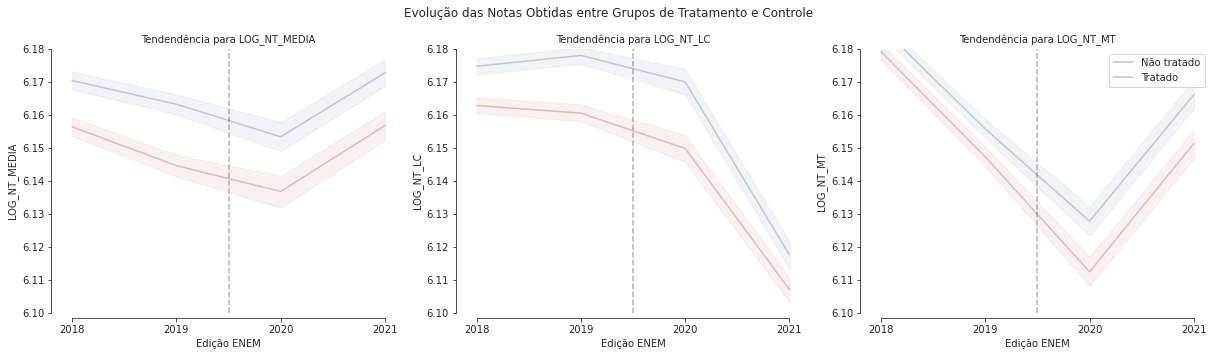 Evolução das Notas Obtidas entre Grupos de Tratamento e Controle
Tendendência para LOG_NT_MEDIA
6.18
6.17
6.16
6.15
6.14
6.13
6.12
6.11
6.10
LOG_NT_MEDIA
2018 2019 2020 2021
Edição ENEM
Tendendência para LOG_NT_LC
6.18
6.17
6.16
6.15
6.14
6.13
6.12
6.11
6.10
LOG_NT_LC
2018 2019 2020 2021
Edição ENEM
Tendendência para LOG_NT_MT
6.18
6.17
6.16
6.15
6.14
6.13
6.12
6.11
6.10
LOG_NT_MT
Não tratado
Tratado
2018 2019 2020 2021
Edição ENEM